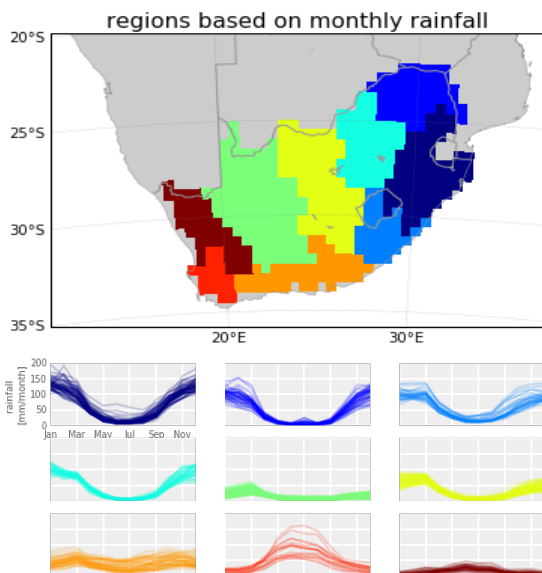 regions based on monthly rainfall
20°S
25°S
30°S
35°S
20°E
30°E
rainfall
[mm/month]
200
150
100
50
0
Jan Mar May Jul Sep Nov